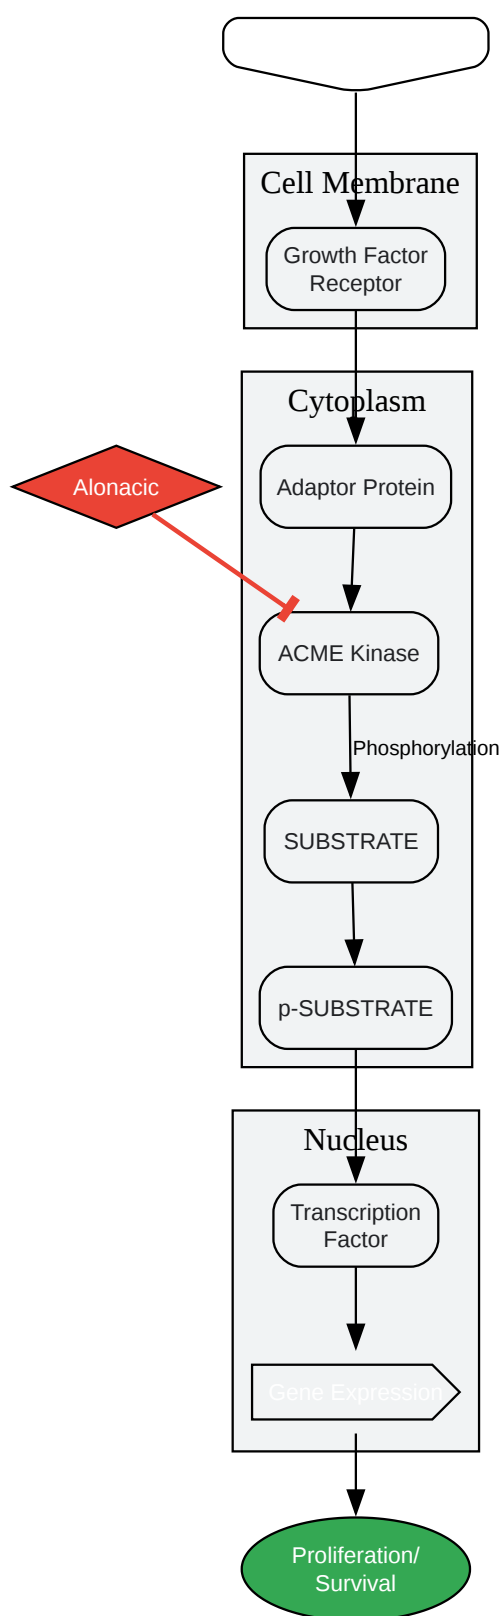 Cell Membrane
Growth Factor
Receptor
Cytoplasm
Alonacic
Adaptor Protein
ACME Kinase
Phosphorylation
SUBSTRATE
p-SUBSTRATE
Nucleus
Transcription
Factor
Gene Expression
Proliferation/
Survival